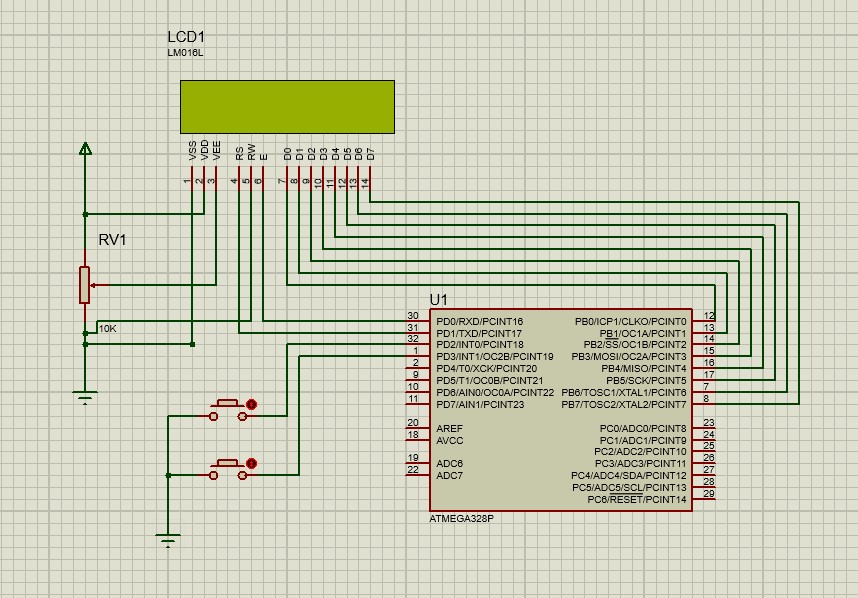 LCD1
LM016L
VSS VDD VEE RS RW E D0 D1 D2 D3 D4 D5 D6 D7
1 2 3 4 5 6 7 8 9 10 11 12 13 14
RV1
10K
U1
30 PD0/RXD/PCINT16 PB0/ICP1/CLKO/PCINT0 12
31 PD1/TXD/PCINT17 PB1/OC1A/PCINT1 13
32 PD2/INT0/PCINT18 PB2/SS/OC1B/PCINT2 14
1 PD3/INT1/OC2B/PCINT19 PB3/MOSI/OC2A/PCINT3 15
2 PD4/T0/XCK/PCINT20 PB4/MISO/PCINT4 16
9 PD5/T1/OC0B/PCINT21 PB5/SCK/PCINT5 17
10 PD6/AIN0/OC0A/PCINT22 PB6/TOSC1/XTAL1/PCINT6 7
11 PD7/AIN1/PCINT23 PB7/TOSC2/XTAL2/PCINT7 8
20 AREF PC0/ADC0/PCINT8 23
18 AVCC PC1/ADC1/PCINT9 24
PC2/ADC2/PCINT10 25
19 ADC6 PC3/ADC3/PCINT11 26
22 ADC7 PC4/ADC4/SDA/PCINT12 27
PC5/ADC5/SCL/PCINT13 28
PC6/RESET/PCINT14 29
ATMEGA328P